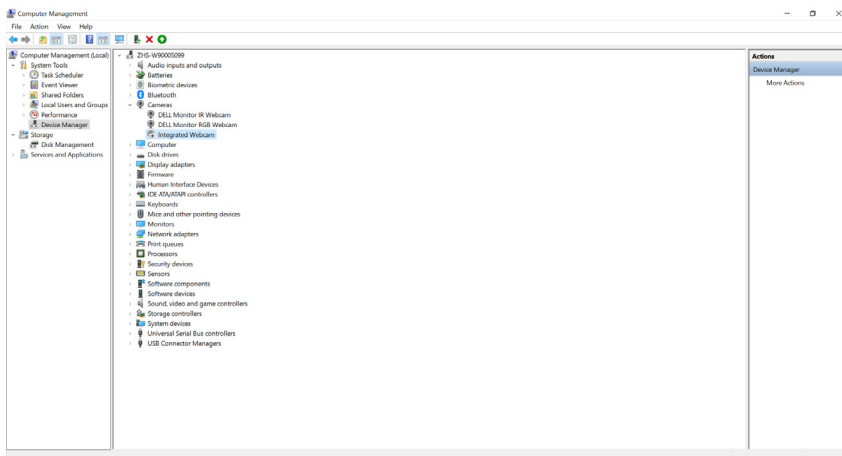 Computer Management
File Action View Help
Computer Management (Local)
System Tools
Task Scheduler
Event Viewer
Shared Folders
Local Users and Groups
Performance
Device Manager
Storage
Disk Management
Services and Applications
ZHS-W90005099
Audio inputs and outputs
Batteries
Biometric devices
Bluetooth
Cameras
DELL Monitor IR Webcam
DELL Monitor RGB Webcam
Integrated Webcam
Computer
Disk drives
Display adapters
Firmware
Human Interface Devices
IDE ATA/ATAPI controllers
Keyboards
Mice and other pointing devices
Monitors
Network adapters
Print queues
Processors
Security devices
Sensors
Software components
Software devices
Sound, video and game controllers
Storage controllers
System devices
Universal Serial Bus controllers
USB Connector Managers
Actions
Device Manager
More Actions